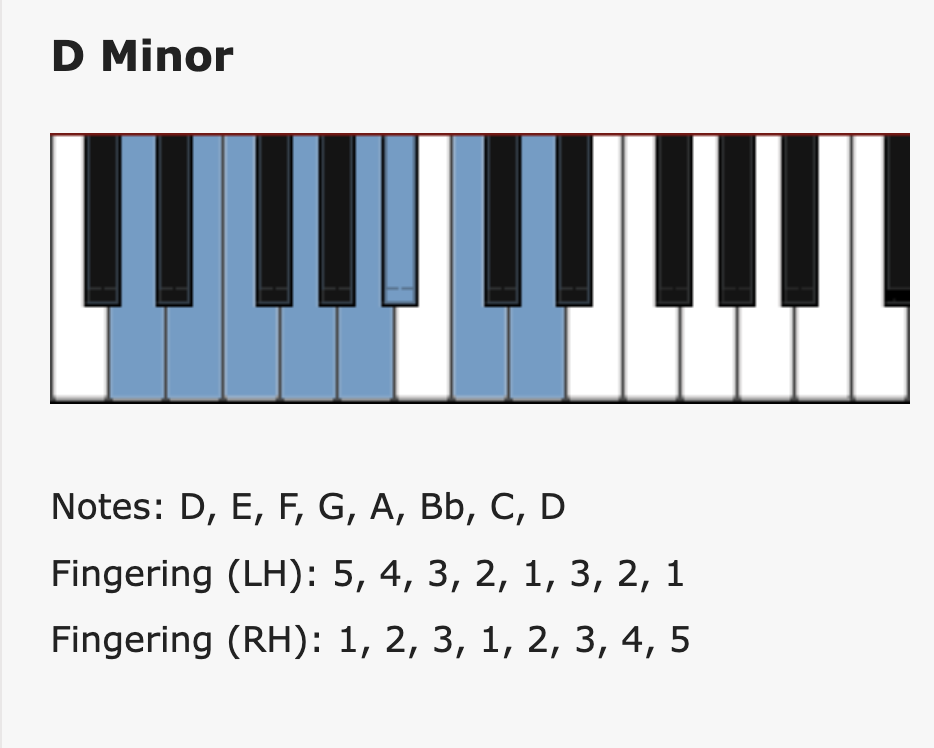 D Minor
Notes: D, E, F, G, A, Bb, C, D
Fingering (LH): 5, 4, 3, 2, 1, 3, 2, 1
Fingering (RH): 1, 2, 3, 1, 2, 3, 4, 5